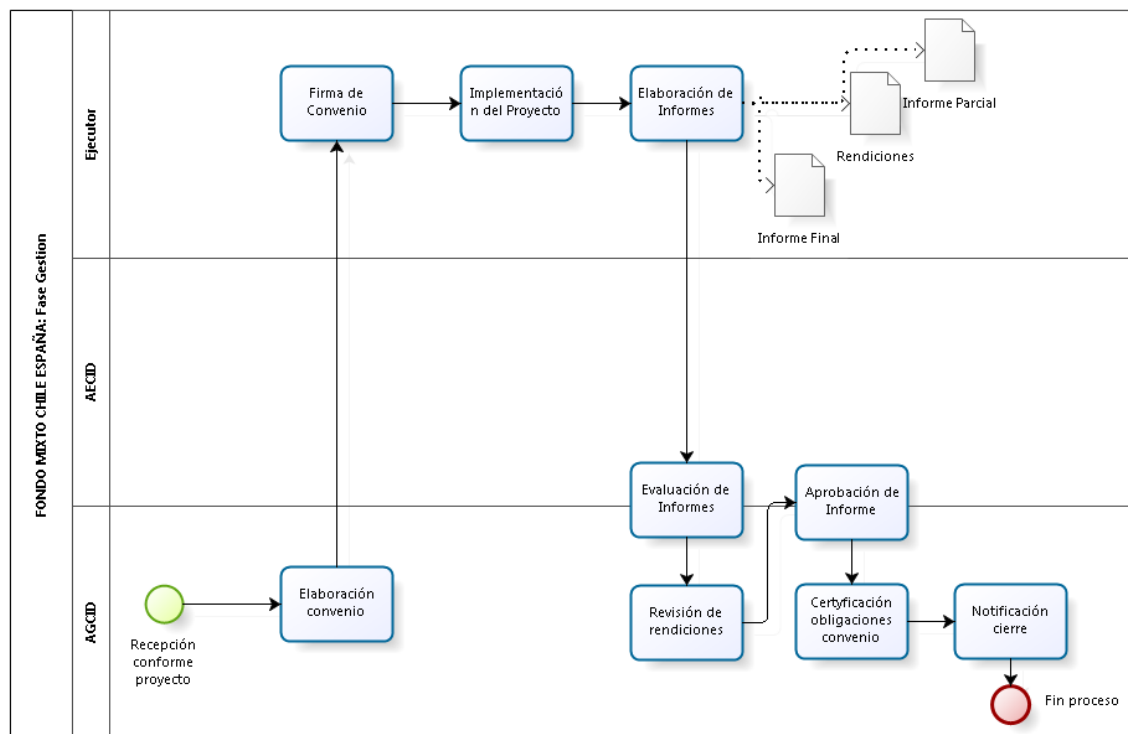 FONDO MIXTO CHILE ESPAÑA: Fase Gestion
Ejecutor
Firma de
Convenio
Implementació
n del Proyecto
Elaboración de
Informes
Informe Parcial
Rendiciones
Informe Final
AECID
Evaluación de
Informes
Aprobación de
Informe
AGCID
Recepción
conforme
proyecto
Elaboración
convenio
Revisión de
rendiciones
Certyficación
obligaciones
convenio
Notificación
cierre
Fin proceso